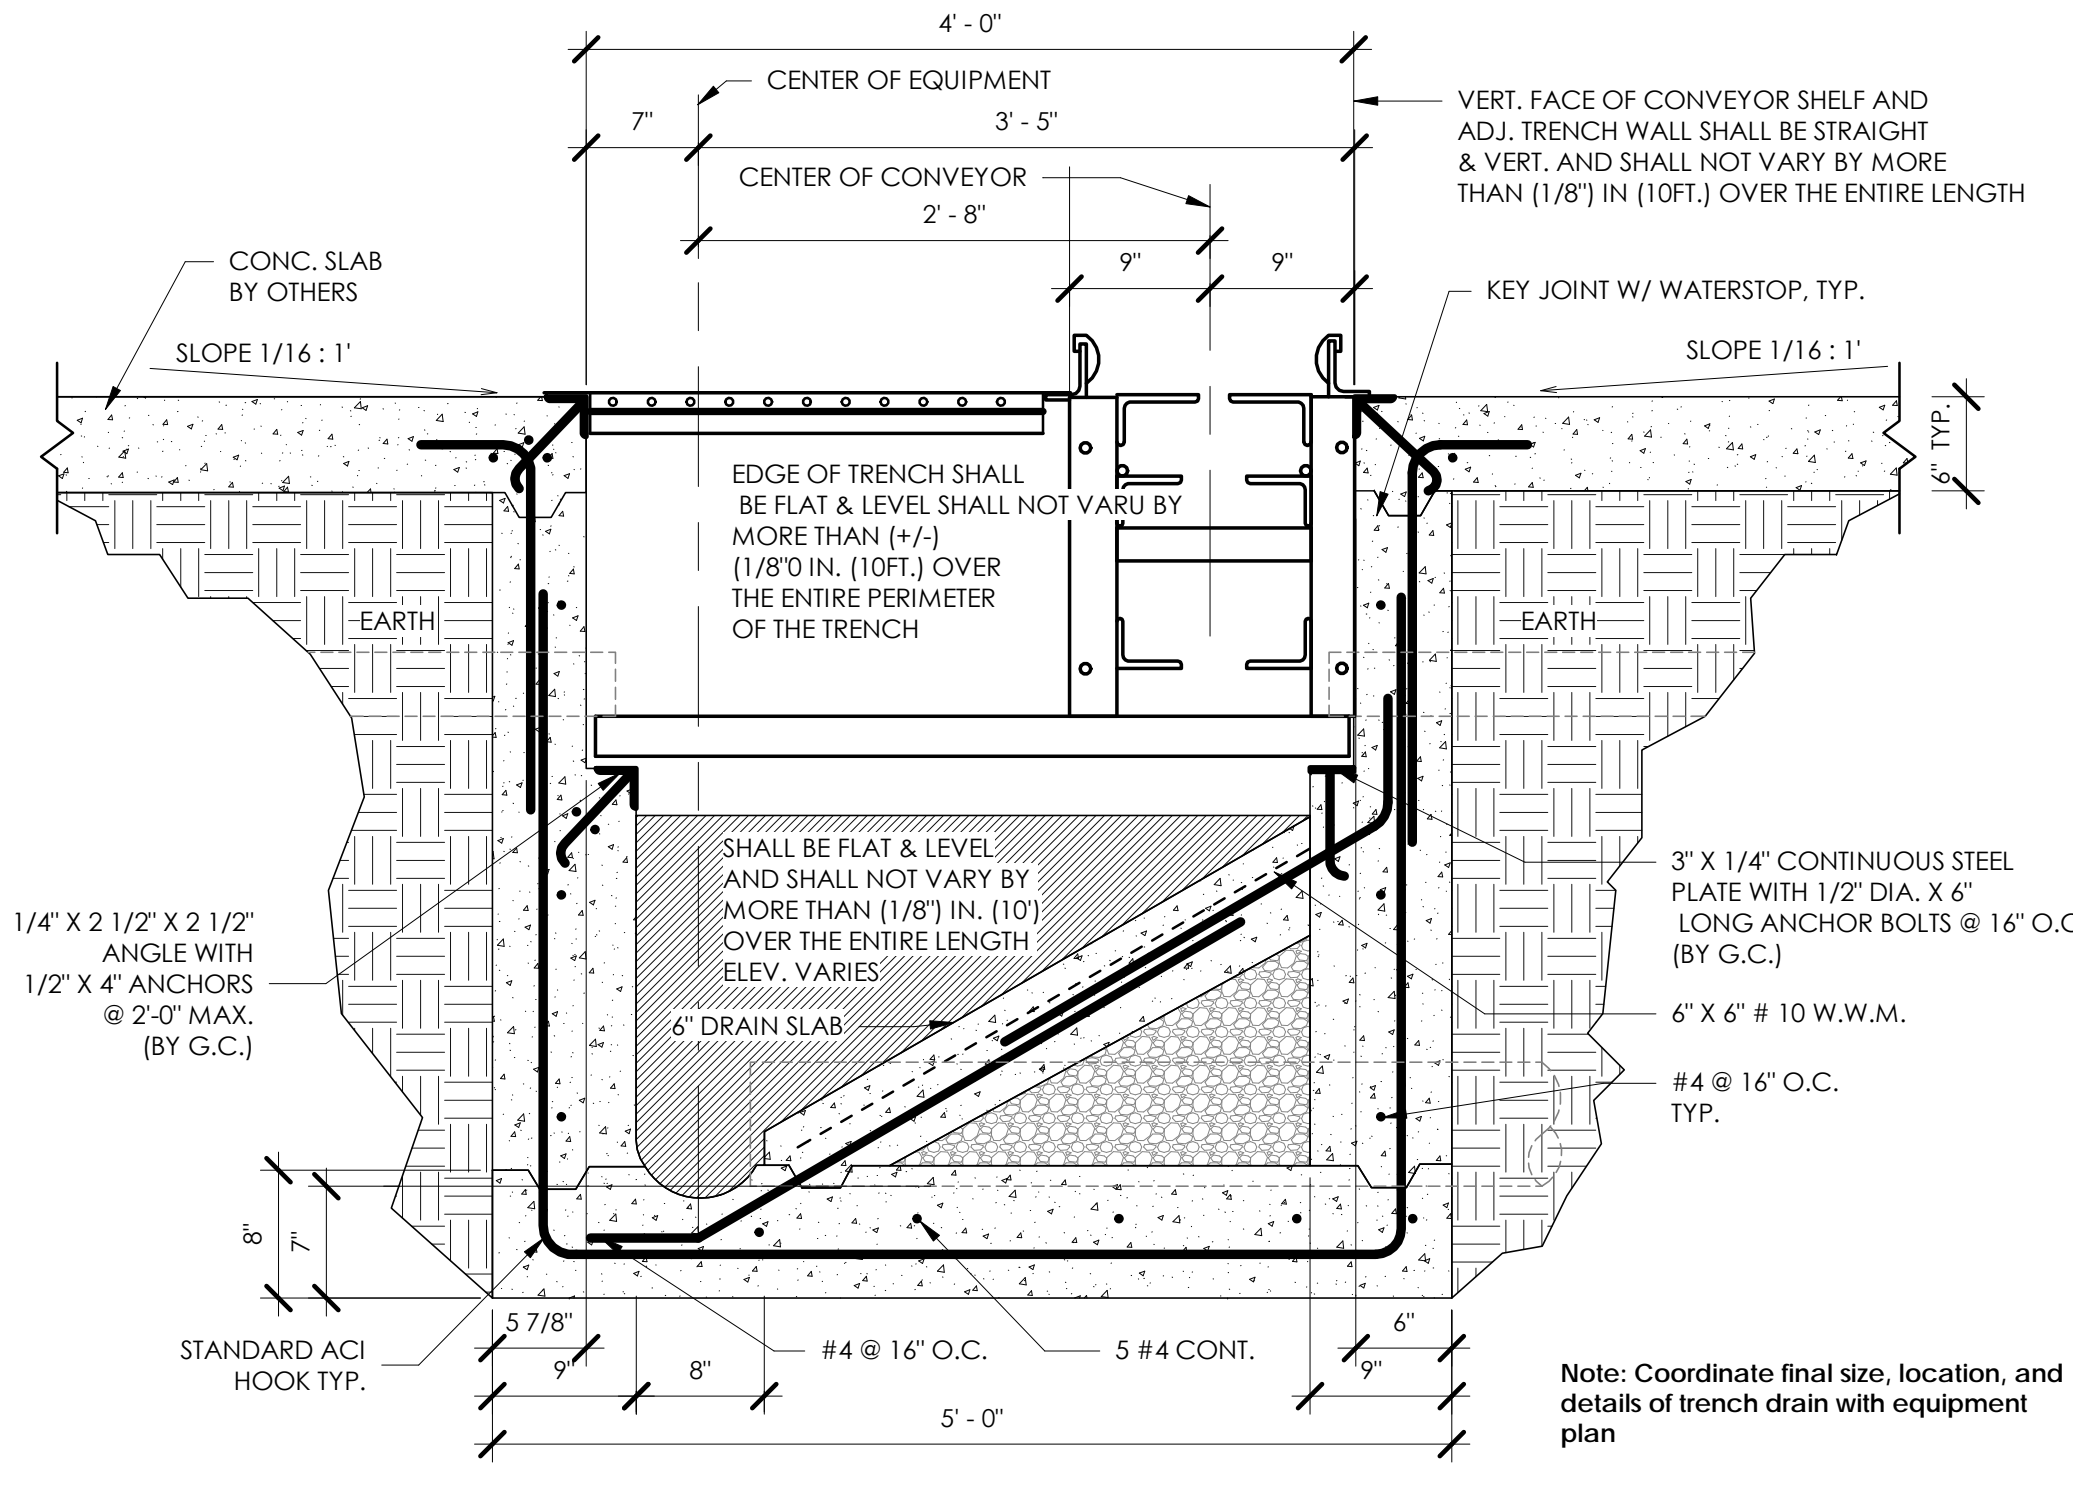 4' - 0"
CENTER OF EQUIPMENT
7"
3' - 5"
VERT. FACE OF CONVEYOR SHELF AND
ADJ. TRENCH WALL SHALL BE STRAIGHT
& VERT. AND SHALL NOT VARY BY MORE
THAN (1/8") IN (10FT.) OVER THE ENTIRE LENGTH
CENTER OF CONVEYOR
2' - 8"
9"
9"
CONC. SLAB
BY OTHERS
KEY JOINT W/ WATERSTOP, TYP.
SLOPE 1/16 : 1'
SLOPE 1/16 : 1'
6" TYP.
EDGE OF TRENCH SHALL
BE FLAT & LEVEL SHALL NOT VARU BY
MORE THAN (+/-)
(1/8"0 IN. (10FT.) OVER
THE ENTIRE PERIMETER
OF THE TRENCH
EARTH
EARTH
SHALL BE FLAT & LEVEL
AND SHALL NOT VARY BY
MORE THAN (1/8") IN. (10')
OVER THE ENTIRE LENGTH
ELEV. VARIES
6" DRAIN SLAB
1/4" X 2 1/2" X 2 1/2"
ANGLE WITH
1/2" X 4" ANCHORS
@ 2'-0" MAX.
(BY G.C.)
3" X 1/4" CONTINUOUS STEEL
PLATE WITH 1/2" DIA. X 6"
LONG ANCHOR BOLTS @ 16" O.C
(BY G.C.)
6" X 6" # 10 W.W.M.
#4 @ 16" O.C.
TYP.
8"
7"
STANDARD ACI
HOOK TYP.
5 7/8"
9"
8"
#4 @ 16" O.C.
5 #4 CONT.
6"
9"
5' - 0"
Note: Coordinate final size, location, and
details of trench drain with equipment
plan